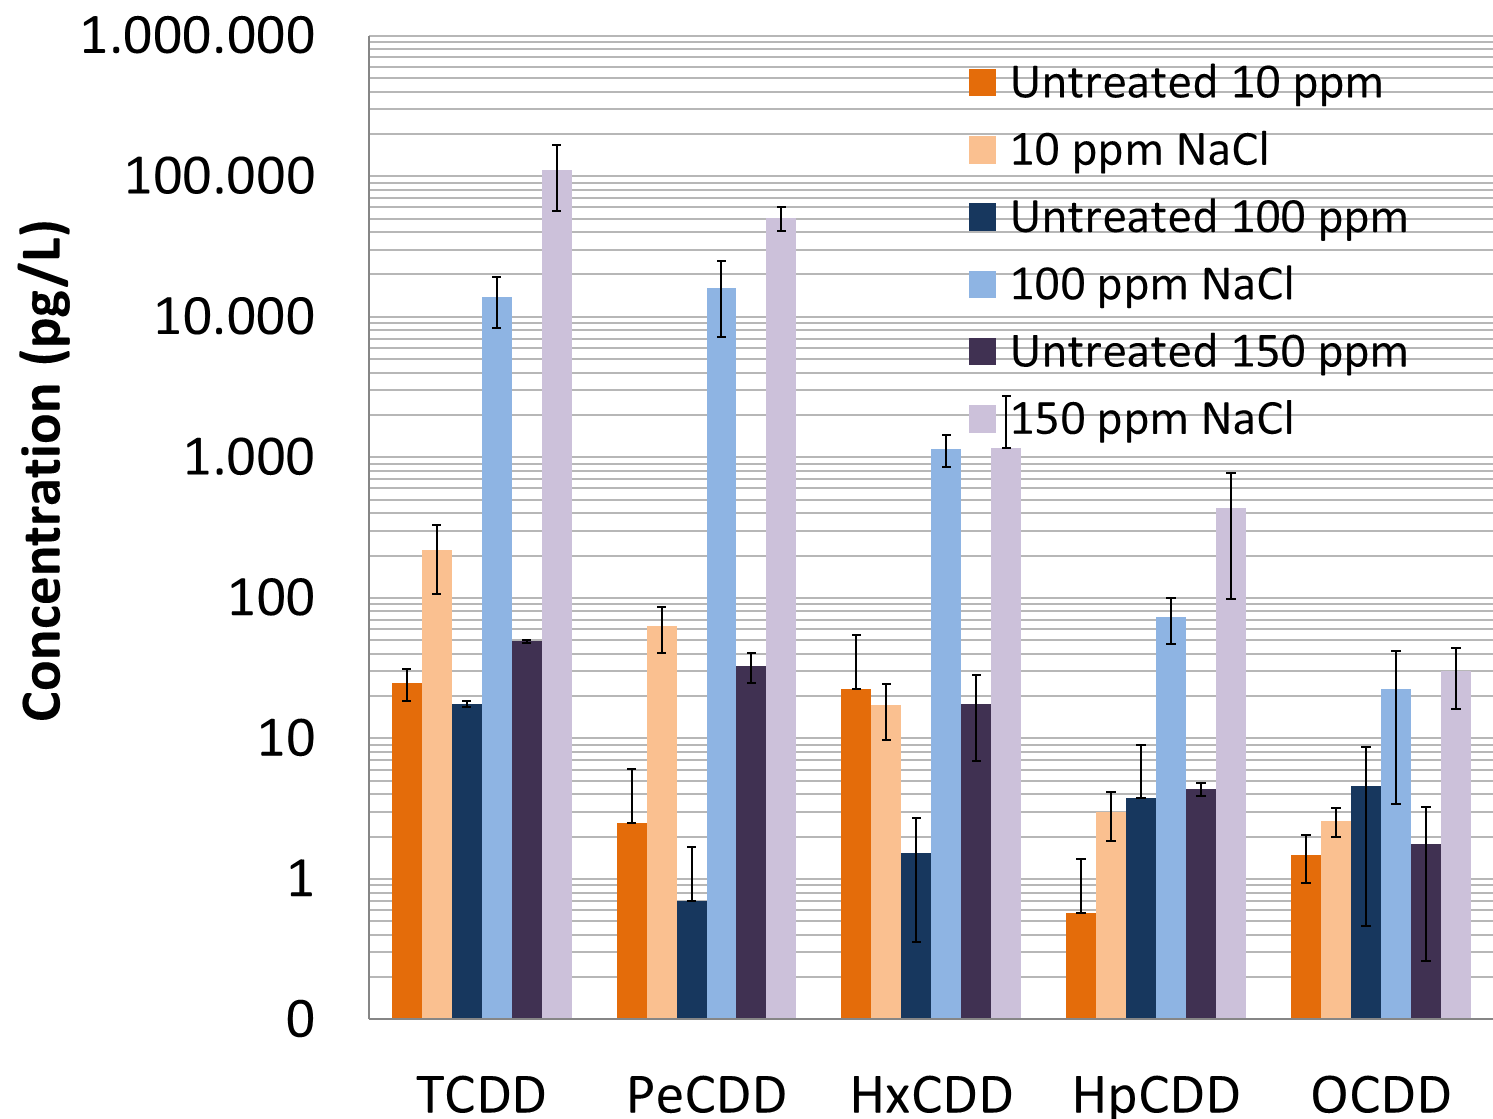 Concentration (pg/L)
1.000.000
100.000
10.000
1.000
100
10
1
0
Untreated 10 ppm
10 ppm NaCl
Untreated 100 ppm
100 ppm NaCl
Untreated 150 ppm
150 ppm NaCl
TCDD
PeCDD
HxCDD
HpCDD
OCDD